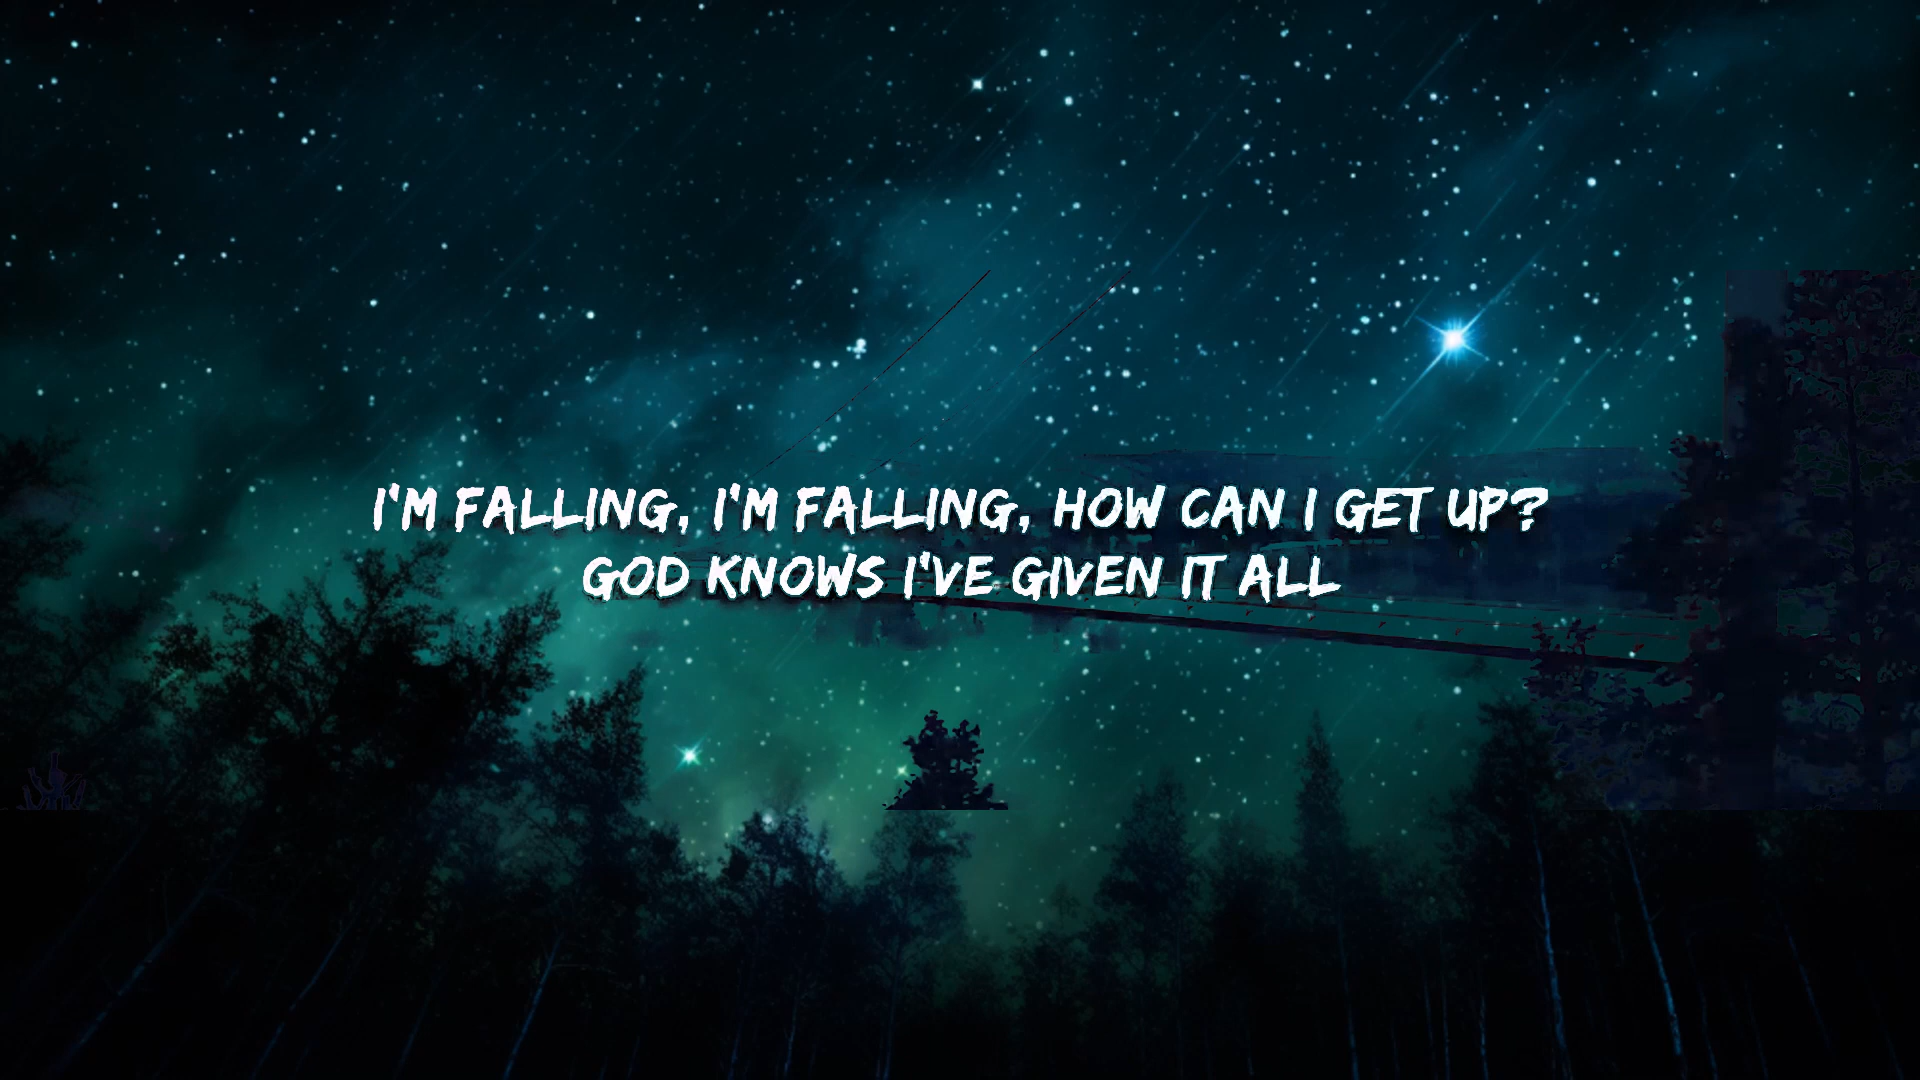 I'M FALLING, I'M FALLING, HOW CAN I GET UP?
GOD KNOWS I'VE GIVEN IT ALL